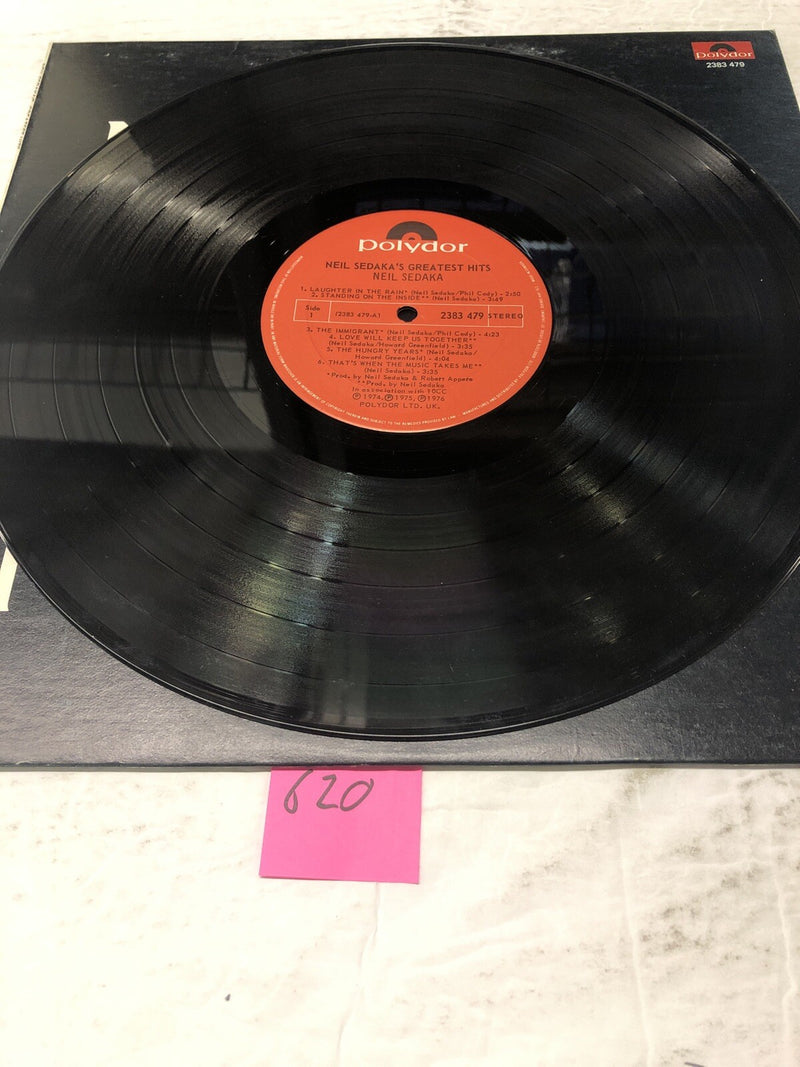 polydor
2383 479
polydor
NEIL SEDAKA'S GREATEST HITS
NEIL SEDAKA
1. LAUGHTER IN THE RAIN* (Neil Sedaka/Phil Cody) - 2:50
2. STANDING ON THE INSIDE** (Neil Sedaka) - 3:49
Side
1
(2383 479-A)
2383 479 STEREO
3. THE IMMIGRANT* (Neil Sedaka/Phil Cody) - 4:23
4. LOVE WILL KEEP US TOGETHER**
(Neil Sedaka/Howard Greenfield) - 3:35
5. THE HUNGRY YEARS* (Neil Sedaka/
Howard Greenfield) - 4:04
6. THAT'S WHEN THE MUSIC TAKES ME**
(Neil Sedaka) - 3:35
*Prod. by Neil Sedaka & Robert Appere
**Prod. by Neil Sedaka
In association with 10CC
℗ 1974, ℗ 1975, ℗ 1976
POLYDOR LTD. UK.
620